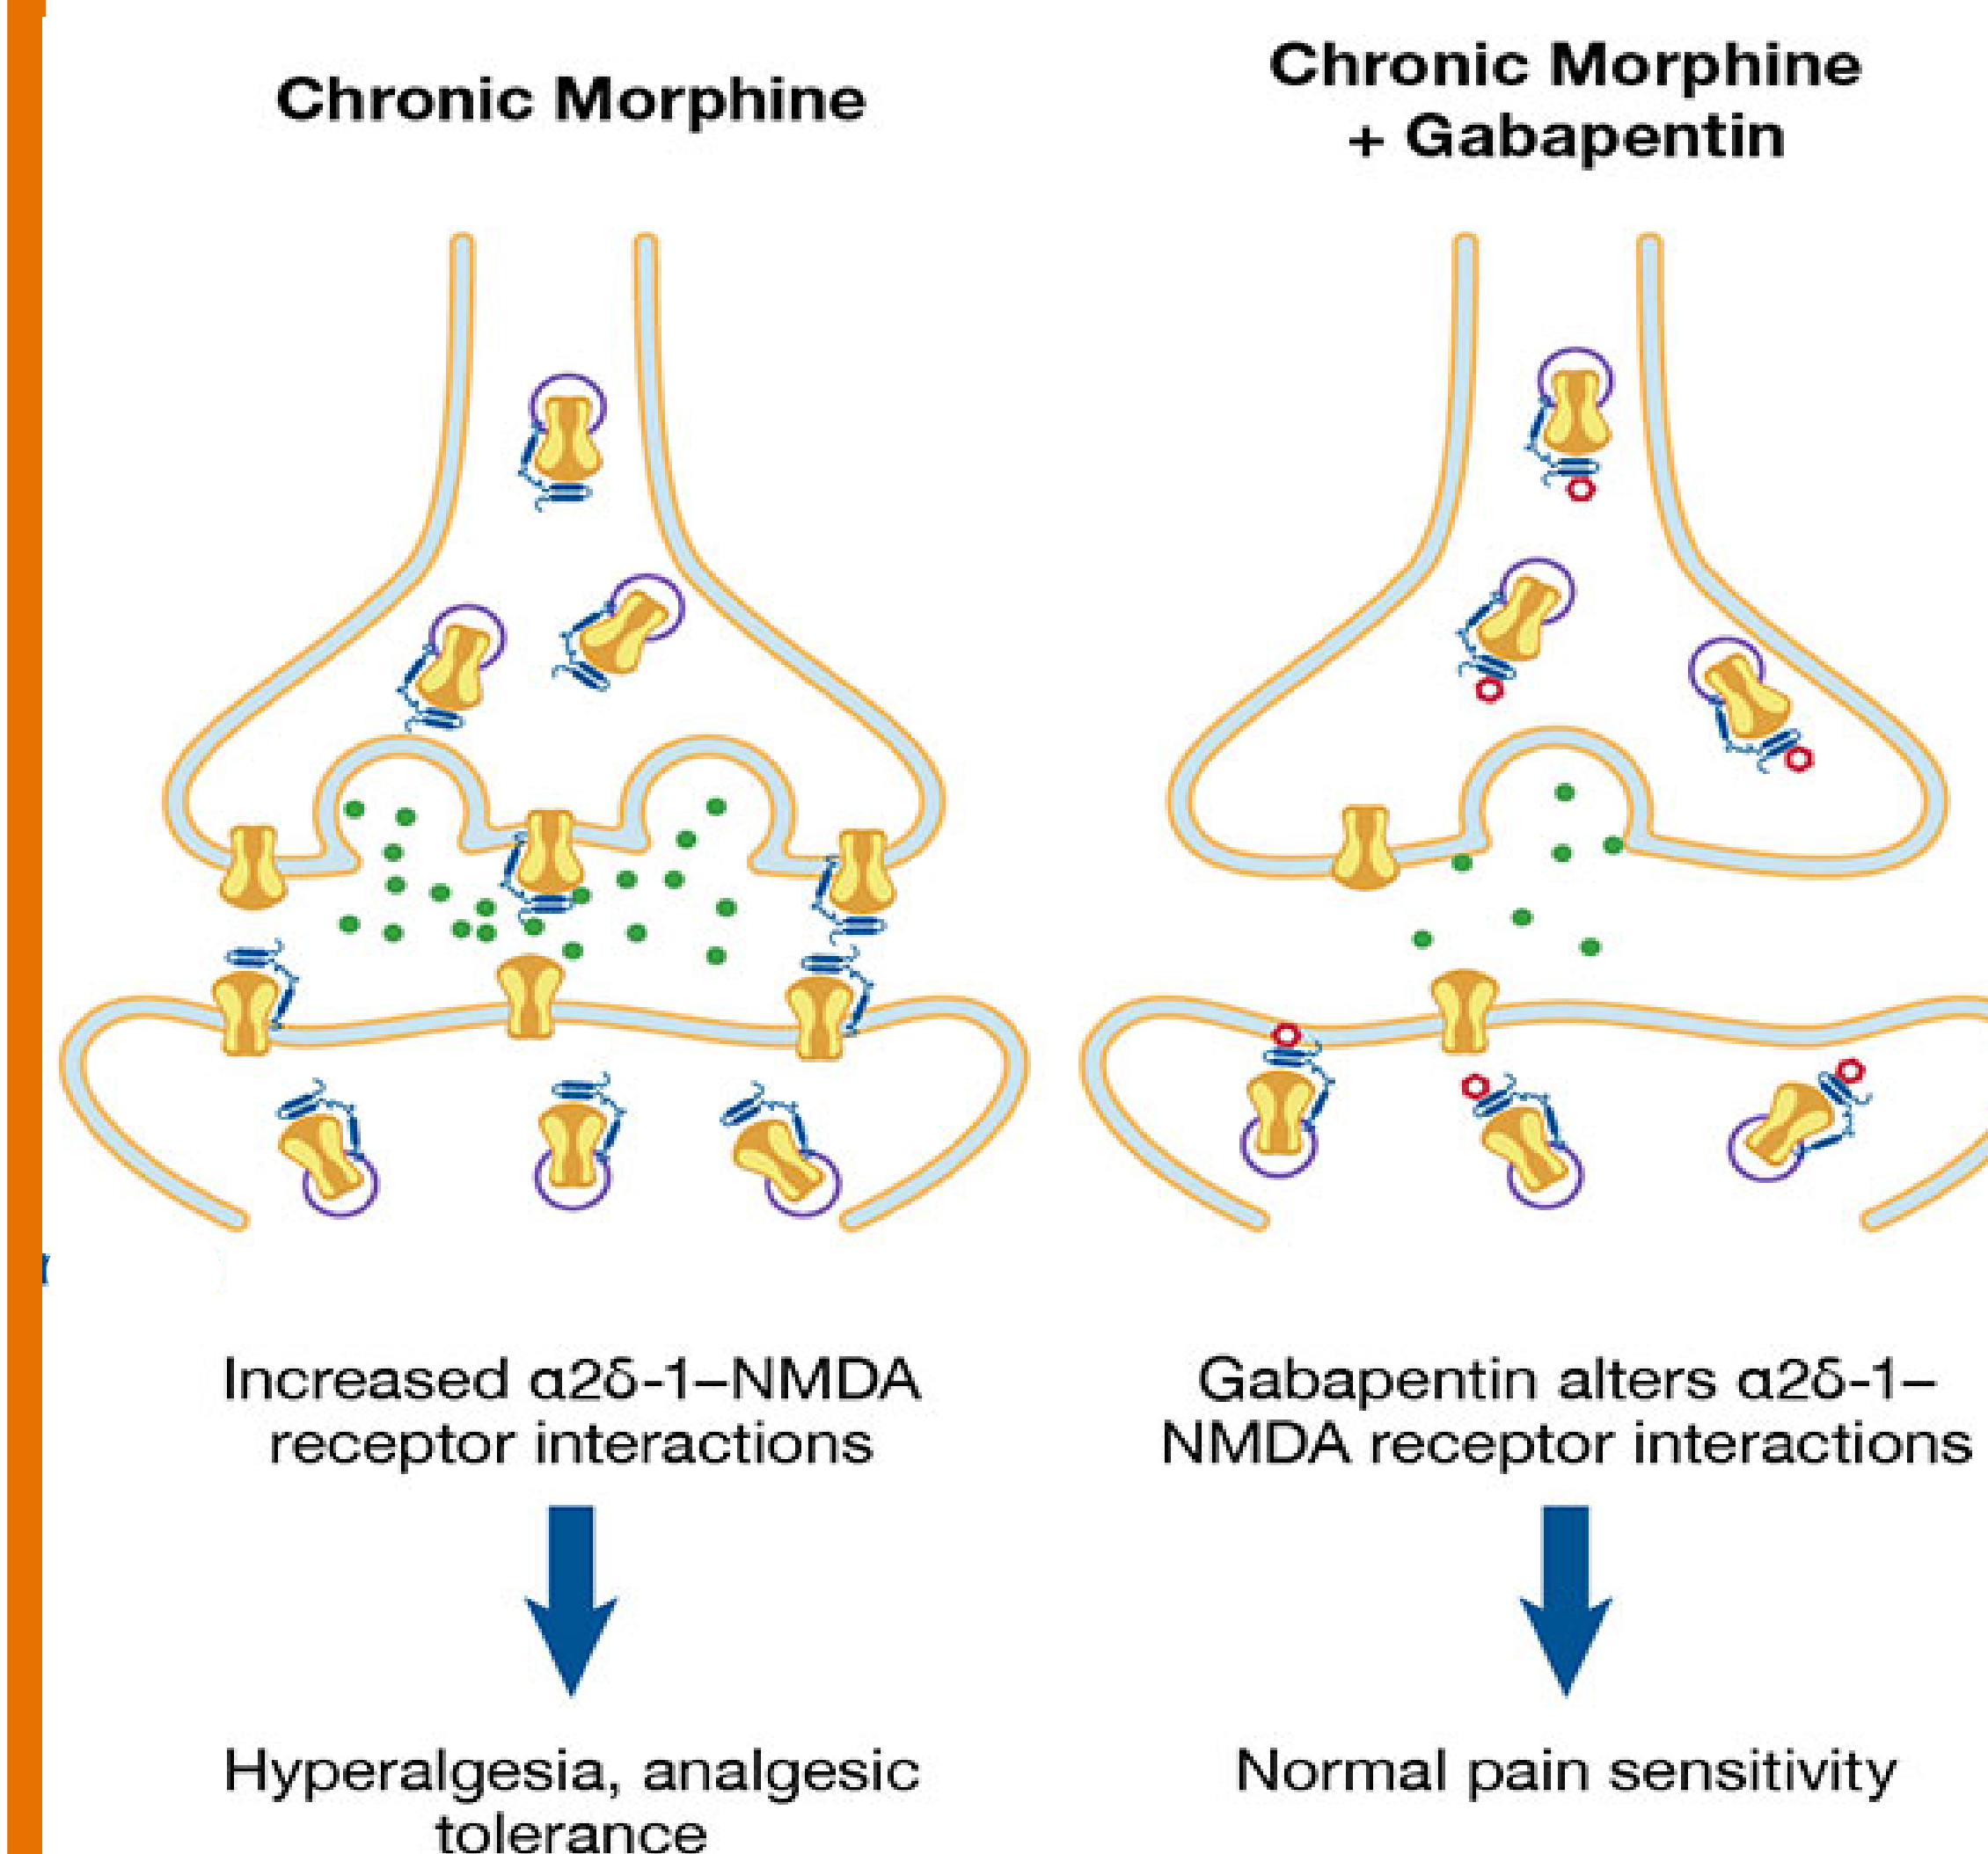 Chronic Morphine
Increased α2δ-1–NMDA
receptor interactions
Hyperalgesia, analgesic
tolerance
Chronic Morphine
+ Gabapentin
Gabapentin alters α2δ-1–
NMDA receptor interactions
Normal pain sensitivity